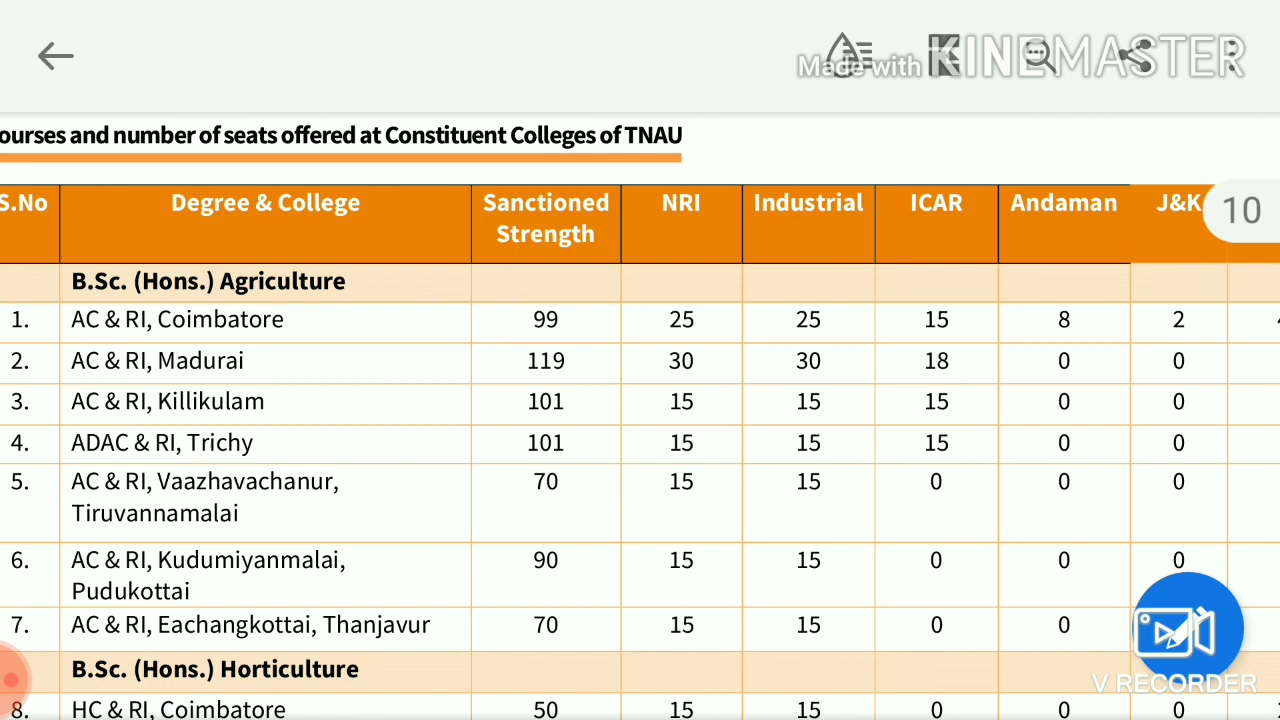 Made with KINEMASTER
ourses and number of seats offered at Constituent Colleges of TNAU
10
S.No Degree & College Sanctioned Strength NRI Industrial ICAR Andaman J&K
B.Sc. (Hons.) Agriculture
1. AC & RI, Coimbatore 99 25 25 15 8 2
2. AC & RI, Madurai 119 30 30 18 0 0
3. AC & RI, Killikulam 101 15 15 15 0 0
4. ADAC & RI, Trichy 101 15 15 15 0 0
5. AC & RI, Vaazhavachanur, 70 15 15 0 0 0
Tiruvannamalai
6. AC & RI, Kudumiyanmalai, 90 15 15 0 0 0
Pudukottai
7. AC & RI, Eachangkottai, Thanjavur 70 15 15 0 0
B.Sc. (Hons.) Horticulture
8. HC & RI, Coimbatore 50 15 15 0 0 0
V RECORDER